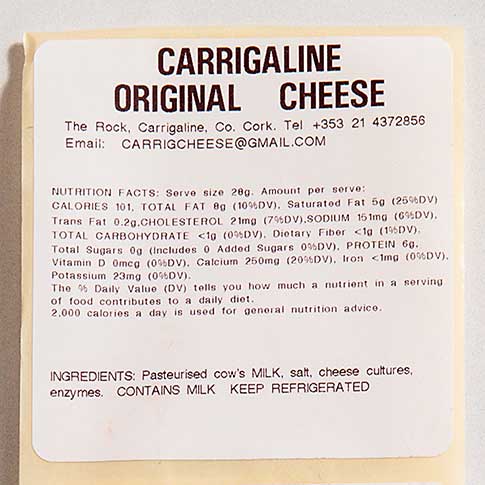 CARRIGALINE
ORIGINAL CHEESE
The Rock, Carrigaline, Co. Cork. Tel +353 21 4372856
Email: CARRIGCHEESE@GMAIL.COM
NUTRITION FACTS: Serve size 28g. Amount per serve:
CALORIES 101, TOTAL FAT 8g (10%DV), Saturated Fat 5g (25%DV)
Trans Fat 0.2g,CHOLESTEROL 21mg (7%DV),SODIUM 151mg (6%DV),
TOTAL CARBOHYDRATE <1g (0%DV), Dietary Fiber <1g (1%DV),
Total Sugars 0g (Includes 0 Added Sugars 0%DV), PROTEIN 6g,
Vitamin D 0mcg (0%DV), Calcium 250mg (20%DV), Iron <1mg (0%DV),
Potassium 23mg (0%DV).
The % Daily Value (DV) tells you how much a nutrient in a serving
of food contributes to a daily diet.
2,000 calories a day is used for general nutrition advice.
INGREDIENTS: Pasteurised cow's MILK, salt, cheese cultures,
enzymes. CONTAINS MILK KEEP REFRIGERATED